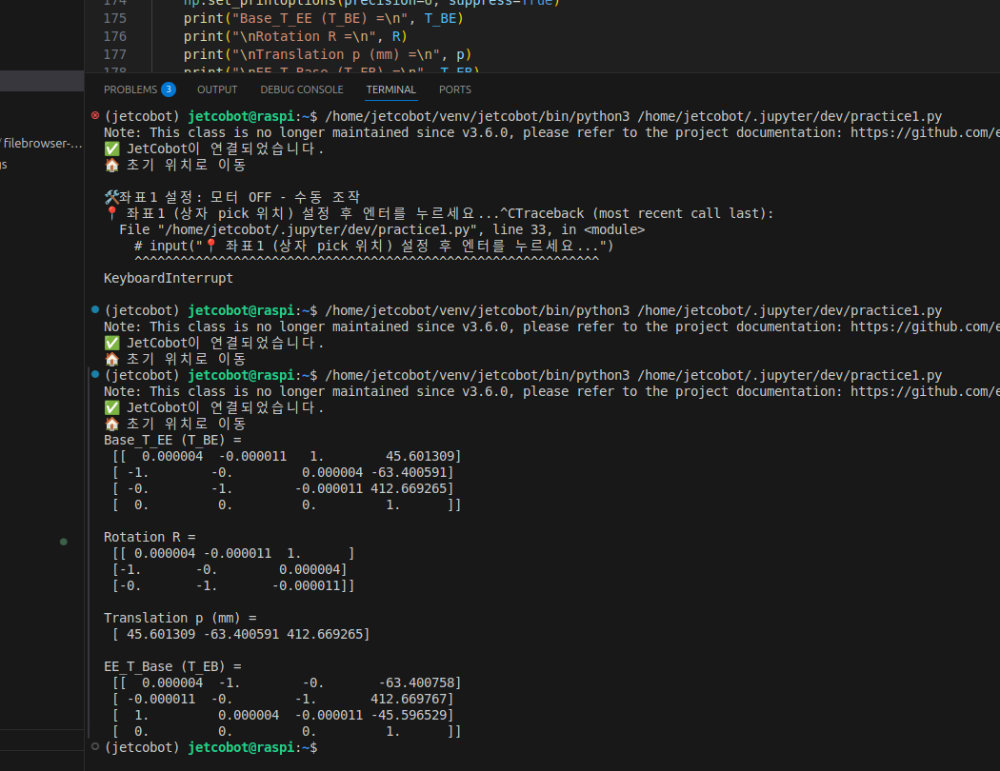 174     np.set_printoptions(precision=6, suppress=True)
175     print("Base_T_EE (T_BE) =\n", T_BE)
176     print("\nRotation R =\n", R)
177     print("\nTranslation p (mm) =\n", p)
178     print("\nEE_T_Base (T_EB) =\n", T_EB)
PROBLEMS 3 OUTPUT DEBUG CONSOLE TERMINAL PORTS
(jetcobot) jetcobot@raspi:~$ /home/jetcobot/venv/jetcobot/bin/python3 /home/jetcobot/.jupyter/dev/practice1.py
Note: This class is no longer maintained since v3.6.0, please refer to the project documentation: https://github.com/e
/filebrowser-...
✅ JetCobot이 연결되었습니다.
🏠 초기 위치로 이동
🛠좌표1 설정: 모터 OFF - 수동 조작
📍 좌표1 (상자 pick 위치) 설정 후 엔터를 누르세요...^CTraceback (most recent call last):
  File "/home/jetcobot/.jupyter/dev/practice1.py", line 33, in <module>
    # input("📍 좌표1 (상자 pick 위치) 설정 후 엔터를 누르세요...")
    ^^^^^^^^^^^^^^^^^^^^^^^^^^^^^^^^^^^^^^^^^^^^^^^^^^^^^^^^^^^^^
KeyboardInterrupt
(jetcobot) jetcobot@raspi:~$ /home/jetcobot/venv/jetcobot/bin/python3 /home/jetcobot/.jupyter/dev/practice1.py
Note: This class is no longer maintained since v3.6.0, please refer to the project documentation: https://github.com/e
✅ JetCobot이 연결되었습니다.
🏠 초기 위치로 이동
(jetcobot) jetcobot@raspi:~$ /home/jetcobot/venv/jetcobot/bin/python3 /home/jetcobot/.jupyter/dev/practice1.py
Note: This class is no longer maintained since v3.6.0, please refer to the project documentation: https://github.com/e
✅ JetCobot이 연결되었습니다.
🏠 초기 위치로 이동
Base_T_EE (T_BE) =
 [[  0.000004  -0.000011   1.        45.601309]
 [ -1.        -0.         0.000004 -63.400591]
 [ -0.        -1.        -0.000011 412.669265]
 [  0.         0.         0.         1.      ]]
Rotation R =
 [[ 0.000004 -0.000011  1.      ]
 [-1.       -0.        0.000004]
 [-0.       -1.       -0.000011]]
Translation p (mm) =
 [ 45.601309 -63.400591 412.669265]
EE_T_Base (T_EB) =
 [[  0.000004  -1.        -0.       -63.400758]
 [ -0.000011  -0.        -1.       412.669767]
 [  1.         0.000004  -0.000011 -45.596529]
 [  0.         0.         0.         1.      ]]
(jetcobot) jetcobot@raspi:~$